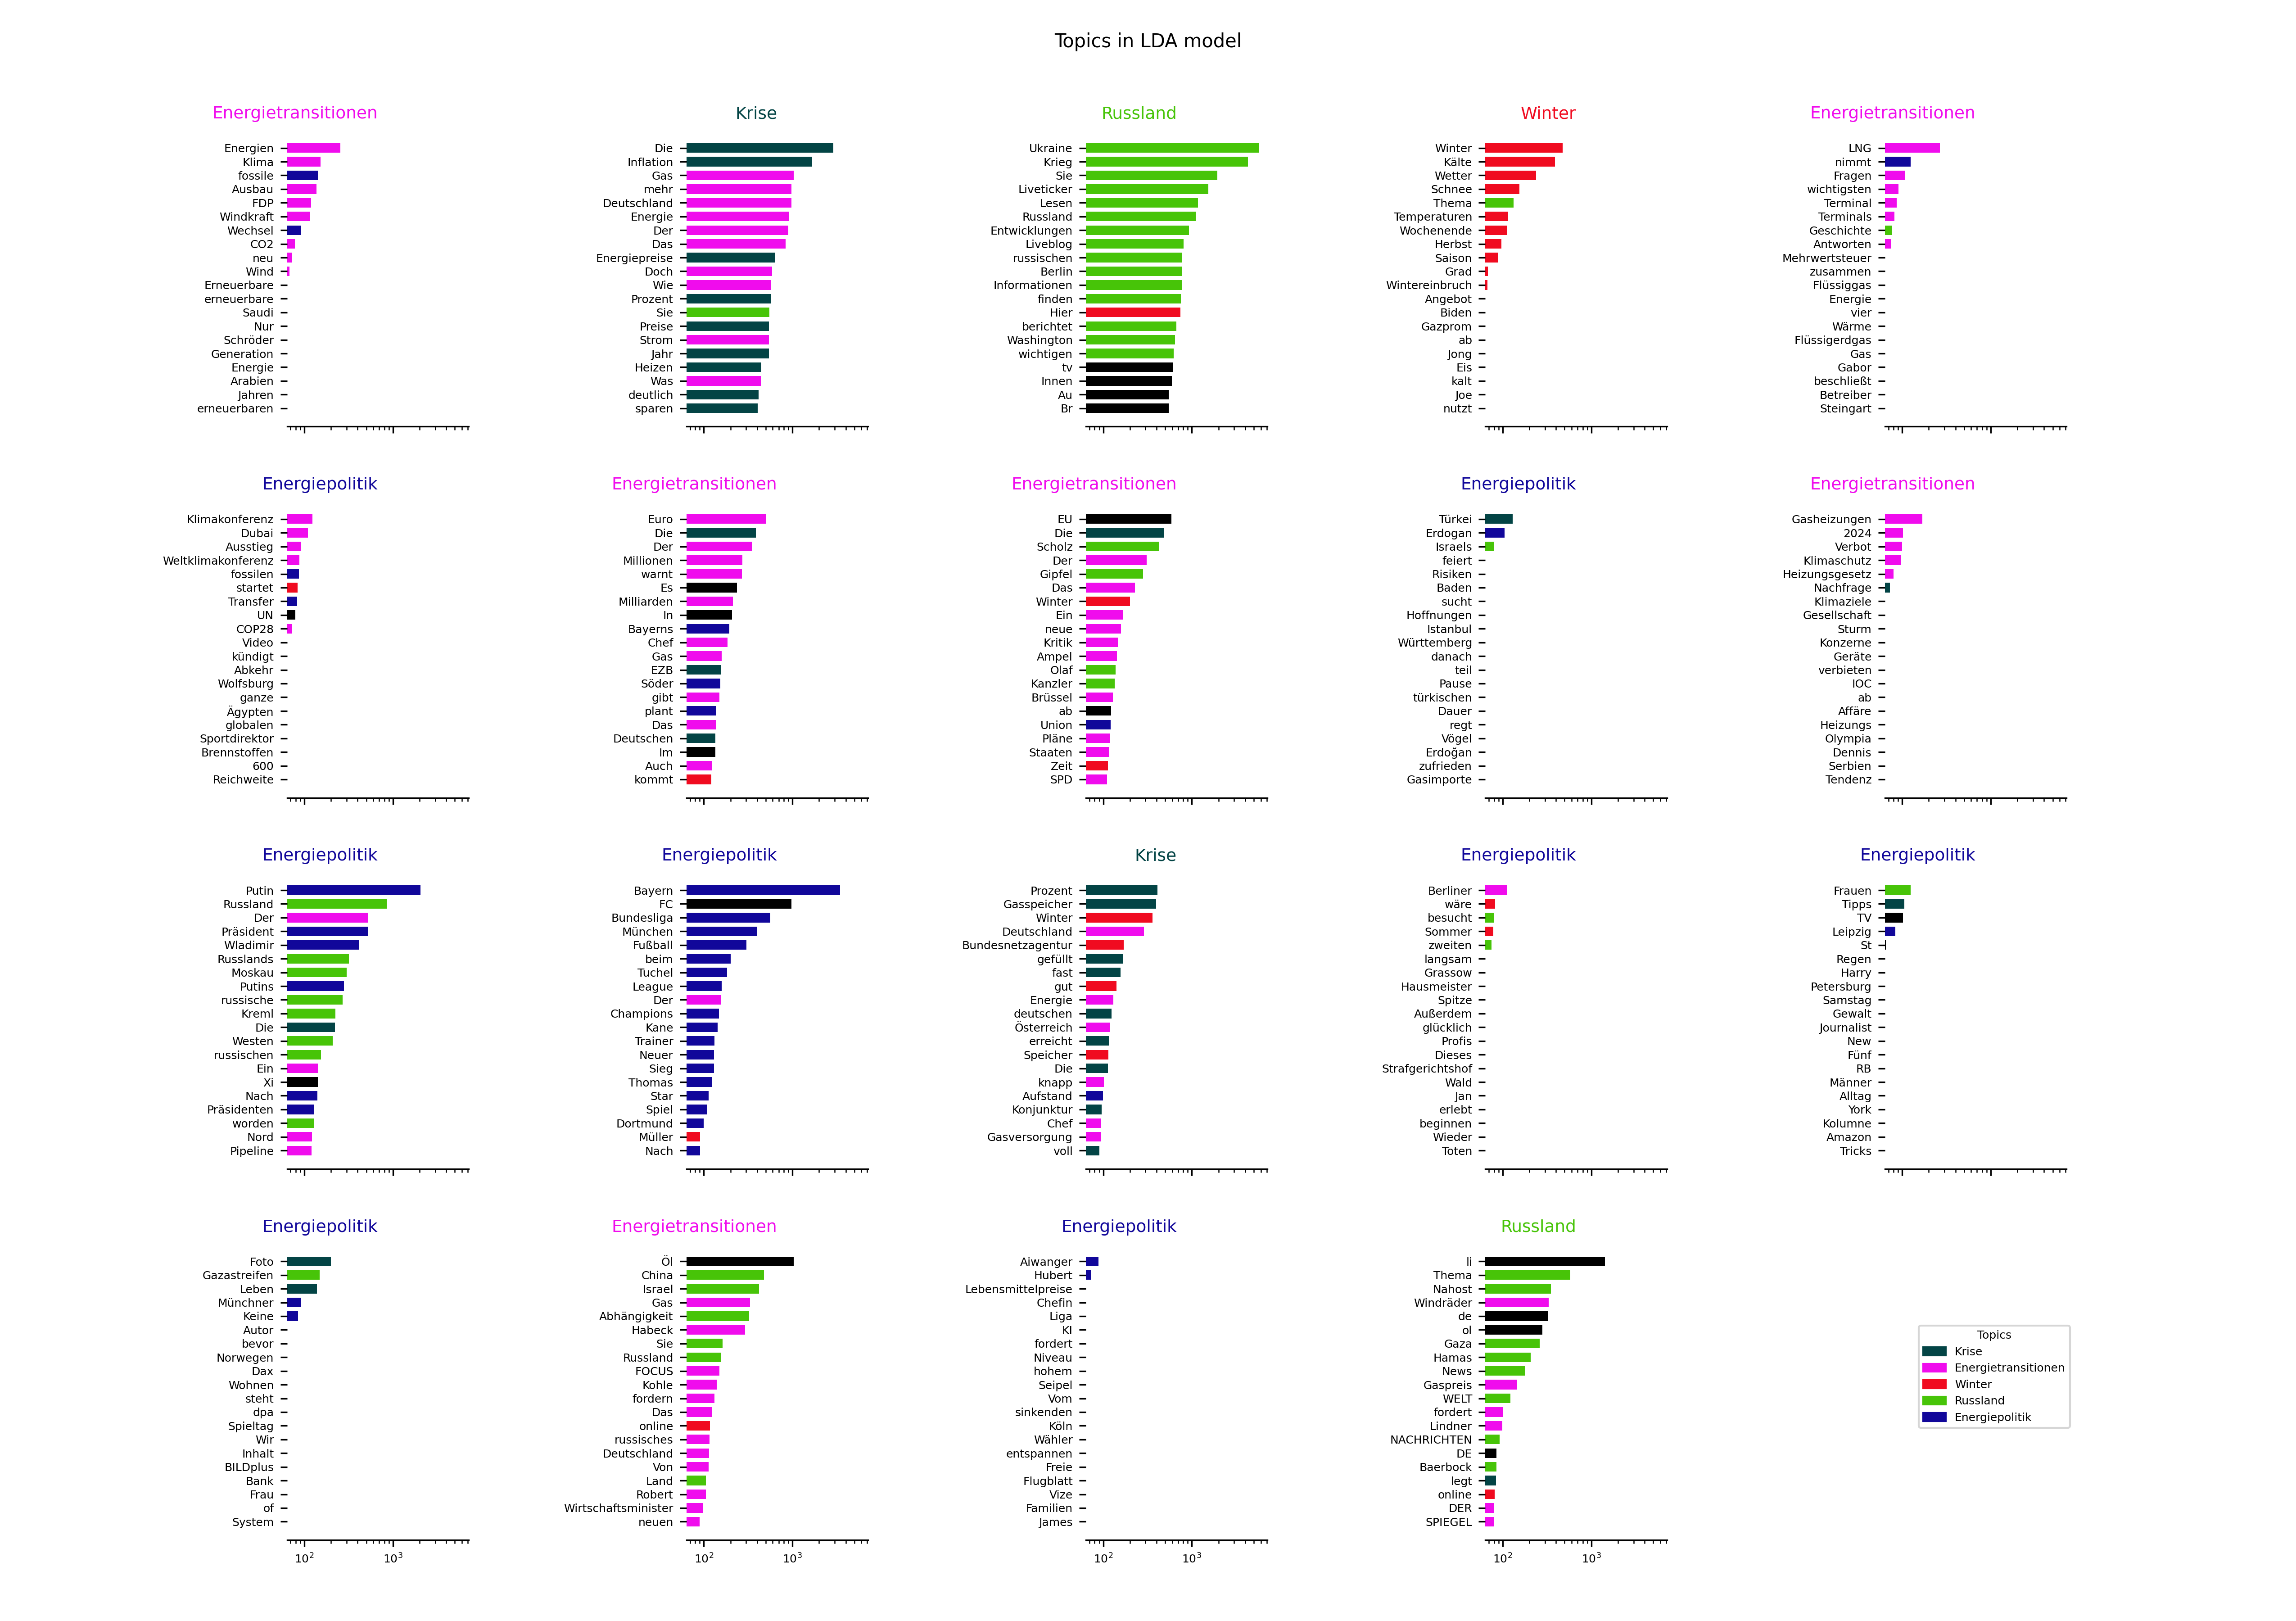 Topics in LDA model
Energietransitionen
Energien
Klima
fossile
Ausbau
FDP
Windkraft
Wechsel
CO2
neu
Wind
Erneuerbare
erneuerbare
Saudi
Nur
Schröder
Generation
Energie
Arabien
Jahren
erneuerbaren
Krise
Die
Inflation
Gas
mehr
Deutschland
Energie
Der
Das
Energiepreise
Doch
Wie
Prozent
Sie
Preise
Strom
Jahr
Heizen
Was
deutlich
sparen
Russland
Ukraine
Krieg
Sie
Liveticker
Lesen
Russland
Entwicklungen
Liveblog
russischen
Berlin
Informationen
finden
Hier
berichtet
Washington
wichtigen
tv
Innen
Au
Br
Winter
Winter
Kälte
Wetter
Schnee
Thema
Temperaturen
Wochenende
Herbst
Saison
Grad
Wintereinbruch
Angebot
Biden
Gazprom
ab
Jong
Eis
kalt
Joe
nutzt
Energietransitionen
LNG
nimmt
Fragen
wichtigsten
Terminal
Terminals
Geschichte
Antworten
Mehrwertsteuer
zusammen
Flüssiggas
Energie
vier
Wärme
Flüssigerdgas
Gas
Gabor
beschließt
Betreiber
Steingart
Energiepolitik
Klimakonferenz
Dubai
Ausstieg
Weltklimakonferenz
fossilen
startet
Transfer
UN
COP28
Video
kündigt
Abkehr
Wolfsburg
ganze
Ägypten
globalen
Sportdirektor
Brennstoffen
600
Reichweite
Energietransitionen
Euro
Die
Der
Millionen
warnt
Es
Milliarden
In
Bayerns
Chef
Gas
EZB
Söder
gibt
plant
Das
Deutschen
Im
Auch
kommt
Energietransitionen
EU
Die
Scholz
Der
Gipfel
Das
Winter
Ein
neue
Kritik
Ampel
Olaf
Kanzler
Brüssel
ab
Union
Pläne
Staaten
Zeit
SPD
Energiepolitik
Türkei
Erdogan
Israels
feiert
Risiken
Baden
sucht
Hoffnungen
Istanbul
Württemberg
danach
teil
Pause
türkischen
Dauer
regt
Vögel
Erdoğan
zufrieden
Gasimporte
Energietransitionen
Gasheizungen
2024
Verbot
Klimaschutz
Heizungsgesetz
Nachfrage
Klimaziele
Gesellschaft
Sturm
Konzerne
Geräte
verbieten
IOC
ab
Affäre
Heizungs
Olympia
Dennis
Serbien
Tendenz
Energiepolitik
Putin
Russland
Der
Präsident
Wladimir
Russlands
Moskau
Putins
russische
Kreml
Die
Westen
russischen
Ein
Xi
Nach
Präsidenten
worden
Nord
Pipeline
Energiepolitik
Bayern
FC
Bundesliga
München
Fußball
beim
Tuchel
League
Der
Champions
Kane
Trainer
Neuer
Sieg
Thomas
Star
Spiel
Dortmund
Müller
Nach
Krise
Prozent
Gasspeicher
Winter
Deutschland
Bundesnetzagentur
gefüllt
fast
gut
Energie
deutschen
Österreich
erreicht
Speicher
Die
knapp
Aufstand
Konjunktur
Chef
Gasversorgung
voll
Energiepolitik
Berliner
wäre
besucht
Sommer
zweiten
langsam
Grassow
Hausmeister
Spitze
Außerdem
glücklich
Profis
Dieses
Strafgerichtshof
Wald
Jan
erlebt
beginnen
Wieder
Toten
Energiepolitik
Frauen
Tipps
TV
Leipzig
St
Regen
Harry
Petersburg
Samstag
Gewalt
Journalist
New
Fünf
RB
Männer
Alltag
York
Kolumne
Amazon
Tricks
Energiepolitik
Foto
Gazastreifen
Leben
Münchner
Keine
Autor
bevor
Norwegen
Dax
Wohnen
steht
dpa
Spieltag
Wir
Inhalt
BILDplus
Bank
Frau
of
System
10²
10³
Energietransitionen
Öl
China
Israel
Gas
Abhängigkeit
Habeck
Sie
Russland
FOCUS
Kohle
fordern
Das
online
russisches
Deutschland
Von
Land
Robert
Wirtschaftsminister
neuen
10²
10³
Energiepolitik
Aiwanger
Hubert
Lebensmittelpreise
Chefin
Liga
KI
fordert
Niveau
hohem
Seipel
Vom
sinkenden
Köln
Wähler
entspannen
Freie
Flugblatt
Vize
Familien
James
10²
10³
Russland
li
Thema
Nahost
Windräder
de
ol
Gaza
Hamas
News
Gaspreis
WELT
fordert
Lindner
NACHRICHTEN
DE
Baerbock
legt
online
DER
SPIEGEL
10²
10³
Topics
Krise
Energietransitionen
Winter
Russland
Energiepolitik